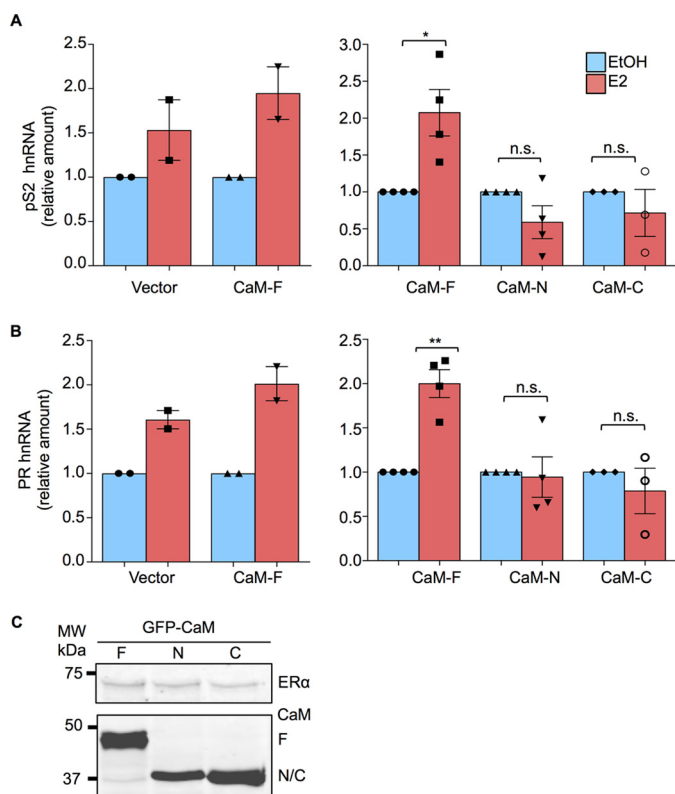 A
pS2 hnRNA
(relative amount)
2.5
2.0
1.5
1.0
0.5
0.0
Vector
CaM-F
3.0
2.5
2.0
1.5
1.0
0.5
0.0
*
n.s.
n.s.
EtOH
E2
CaM-F
CaM-N
CaM-C
B
PR hnRNA
(relative amount)
2.5
2.0
1.5
1.0
0.5
0.0
Vector
CaM-F
2.5
2.0
1.5
1.0
0.5
0.0
**
n.s.
n.s.
CaM-F
CaM-N
CaM-C
C
MW
kDa
GFP-CaM
F N C
75
ERα
CaM
50
F
37
N/C